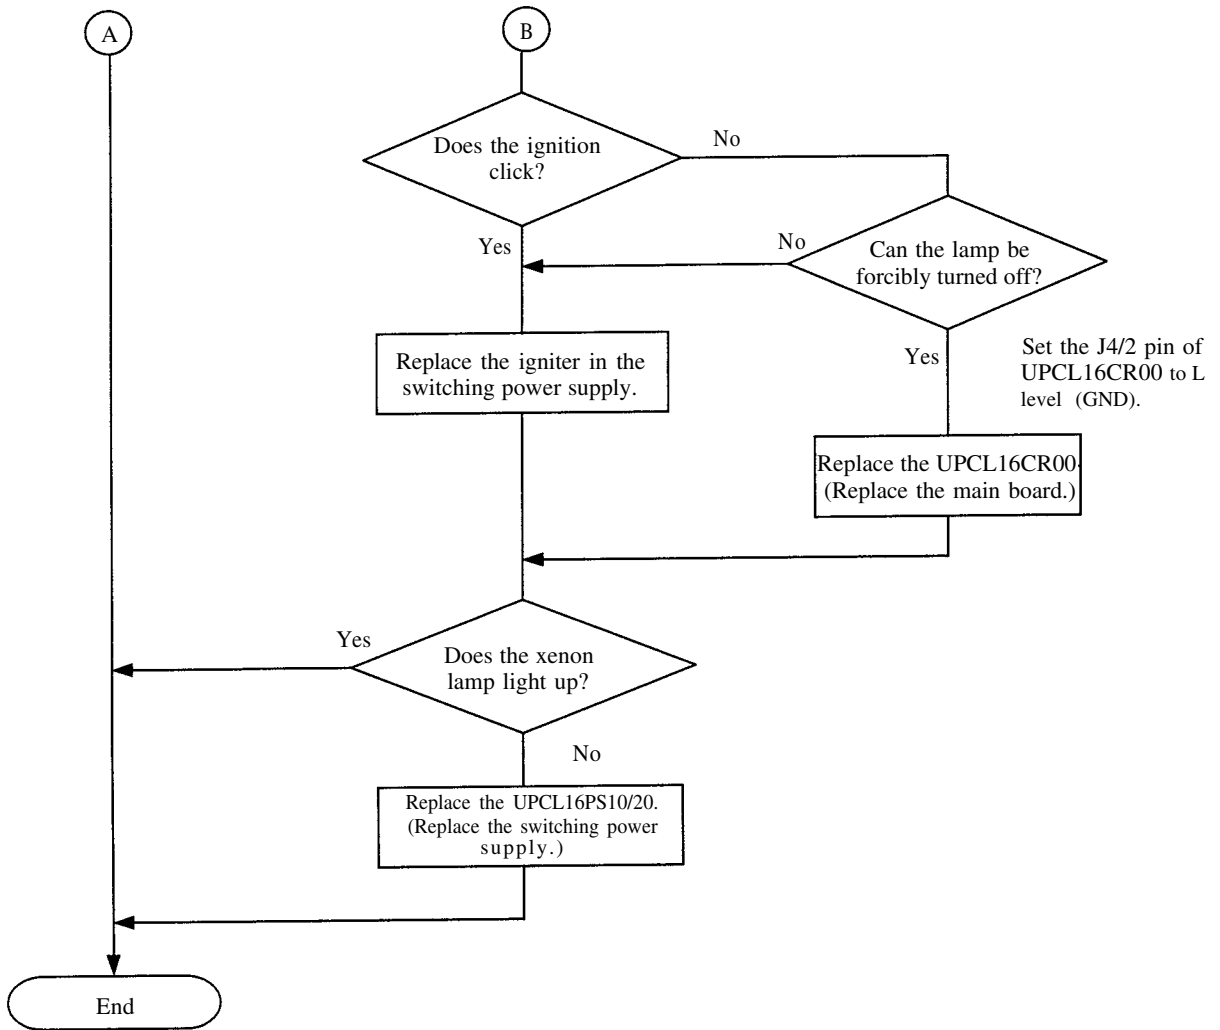 A
B
Does the ignition
click?
No
Yes
No
Can the lamp be
forcibly turned off?
Replace the igniter in the
switching power supply.
Yes
Set the J4/2 pin of
UPCL16CR00 to L
level (GND).
Replace the UPCL16CR00.
(Replace the main board.)
Yes
Does the xenon
lamp light up?
No
Replace the UPCL16PS10/20.
(Replace the switching power
supply.)
End